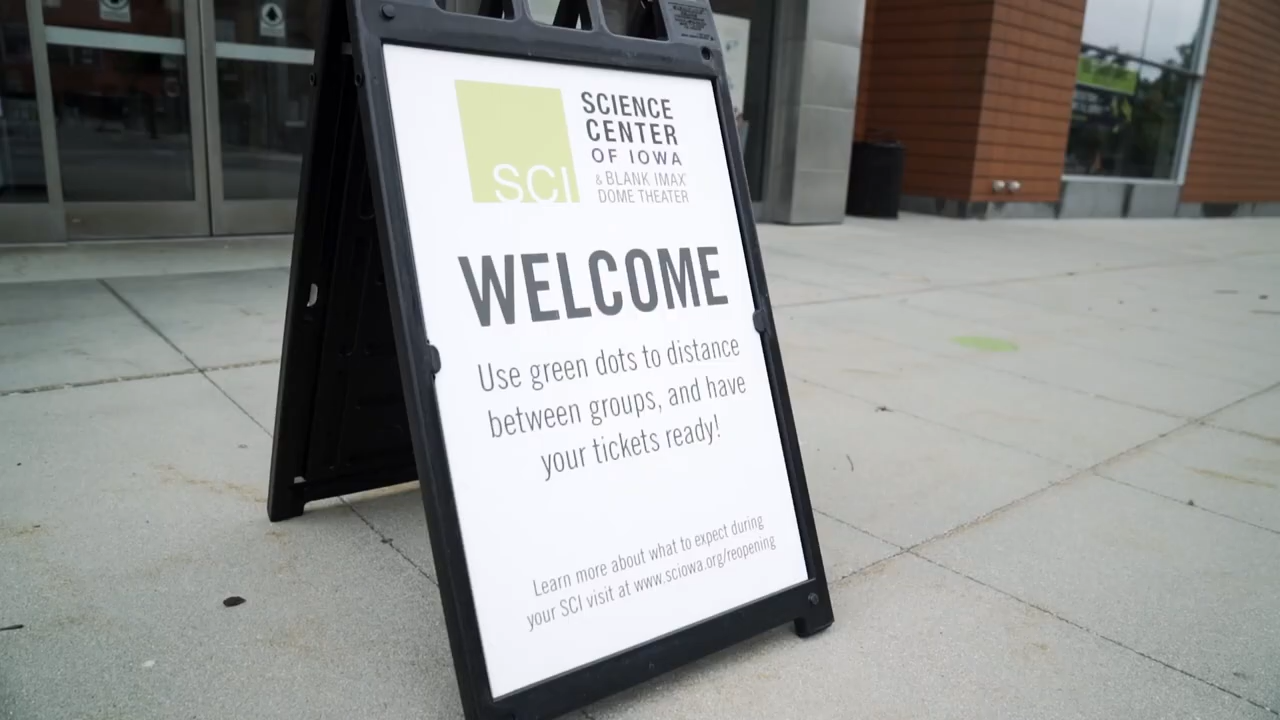 SCI
SCIENCE
CENTER
OF IOWA
& BLANK IMAX®
DOME THEATER
WELCOME
Use green dots to distance
between groups, and have
your tickets ready!
Learn more about what to expect during
your SCI visit at www.sciowa.org/reopening